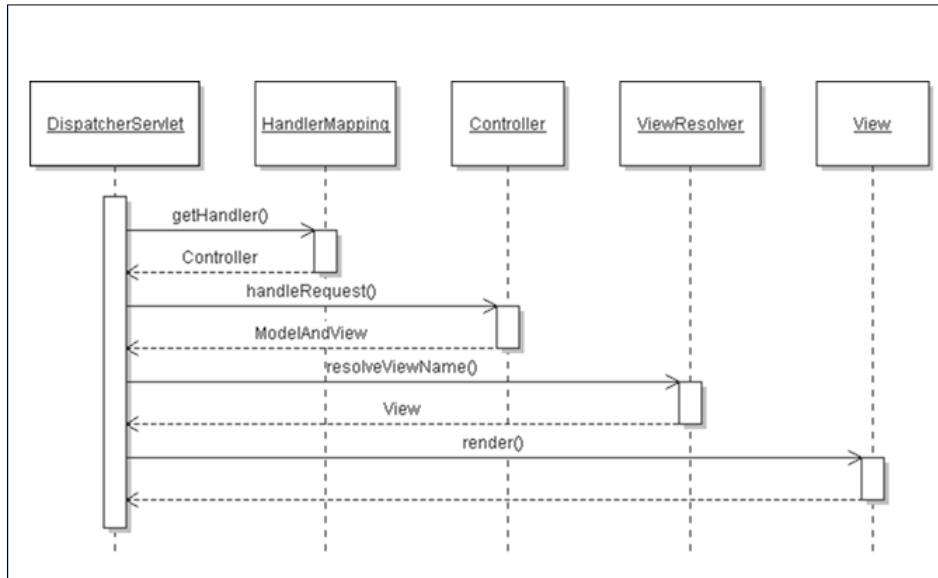 DispatcherServlet
HandlerMapping
Controller
ViewResolver
View
getHandler()
Controller
handleRequest()
ModelAndView
resolveViewName()
View
render()